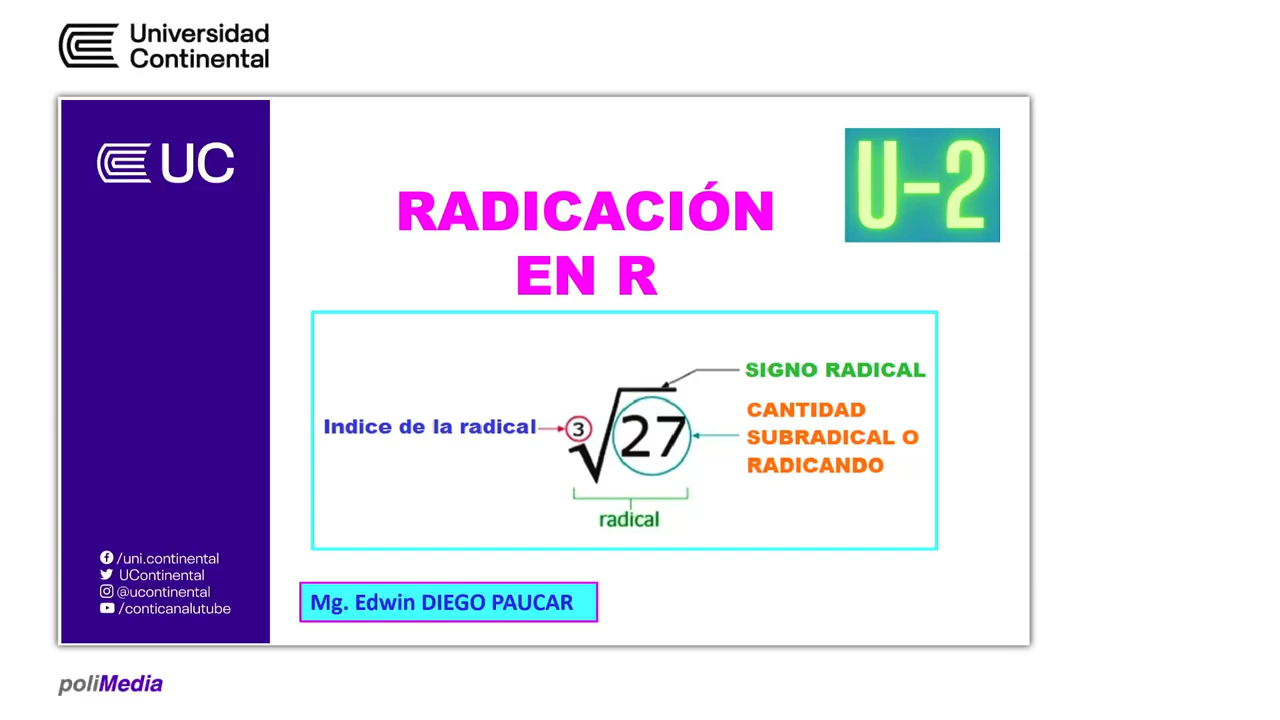 Universidad
Continental
UC
U-2
RADICACIÓN
EN R
SIGNO RADICAL
CANTIDAD
SUBRADICAL O
RADICANDO
Indice de la radical
3
27
radical
/uni.continental
UContinental
@ucontinental
/conticanalutube
Mg. Edwin DIEGO PAUCAR
poliMedia